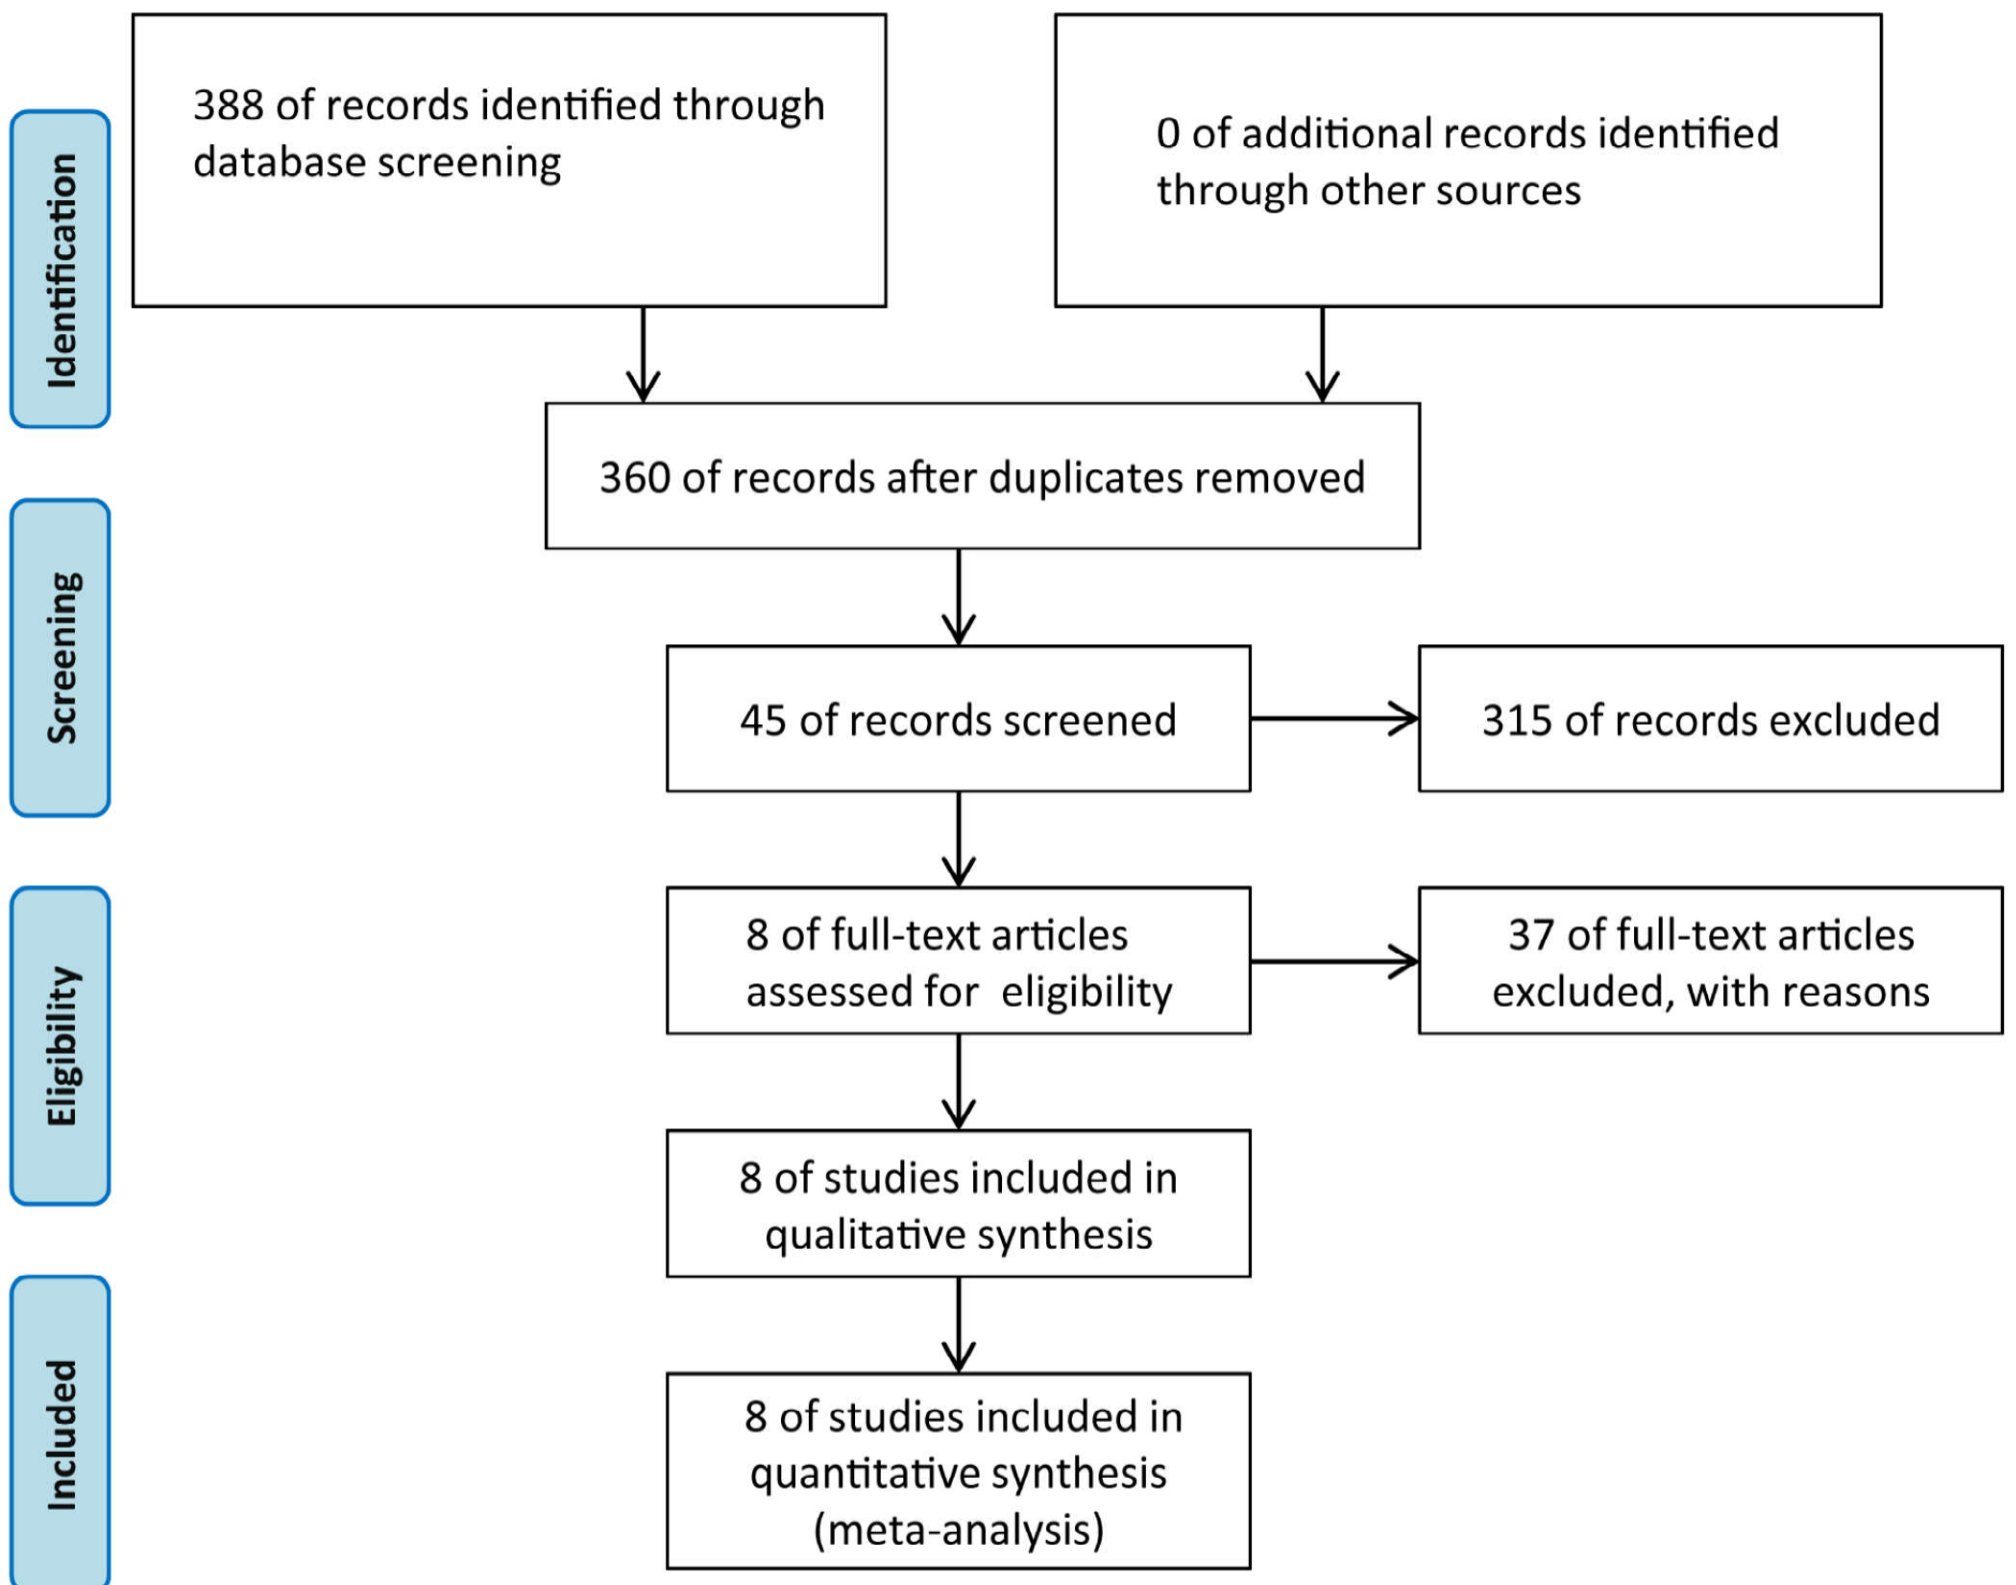 Identification
388 of records identified through
database screening
0 of additional records identified
through other sources
360 of records after duplicates removed
Screening
45 of records screened
315 of records excluded
Eligibility
8 of full-text articles
assessed for eligibility
37 of full-text articles
excluded, with reasons
8 of studies included in
qualitative synthesis
Included
8 of studies included in
quantitative synthesis
(meta-analysis)